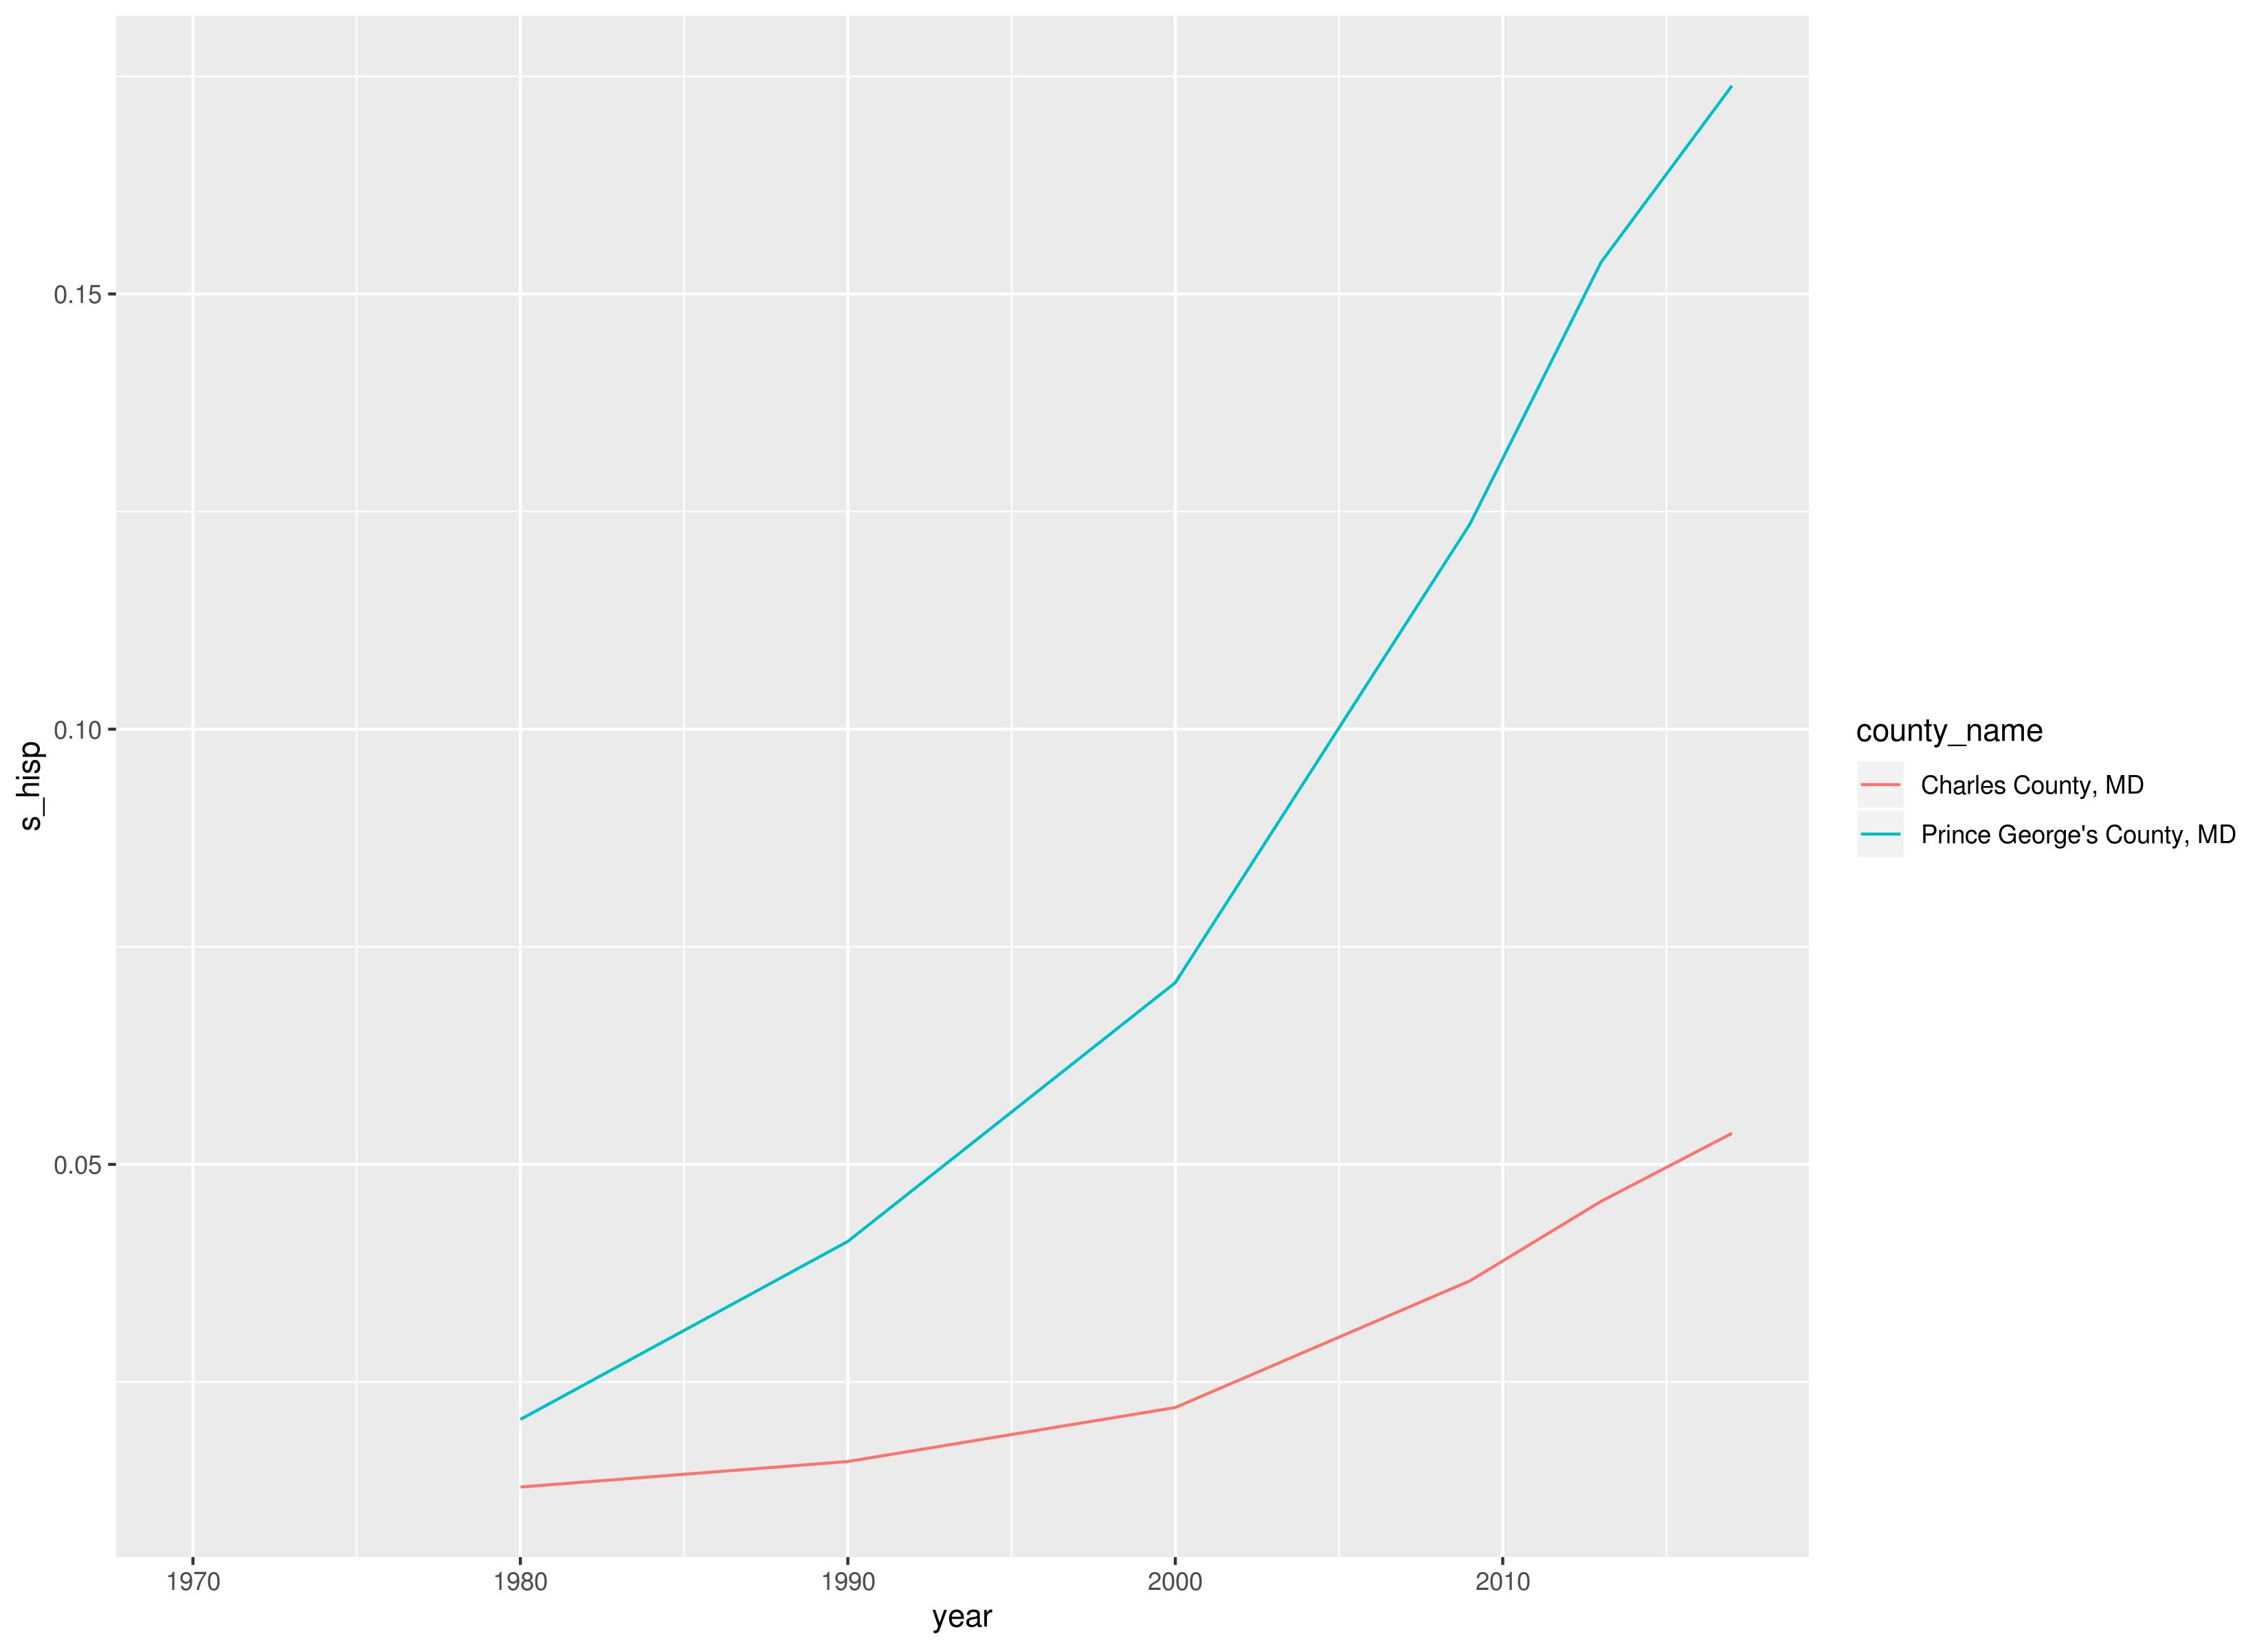 0.15
0.10
0.05
s_hisp
1970
1980
1990
2000
2010
year
county_name
Charles County, MD
Prince George's County, MD